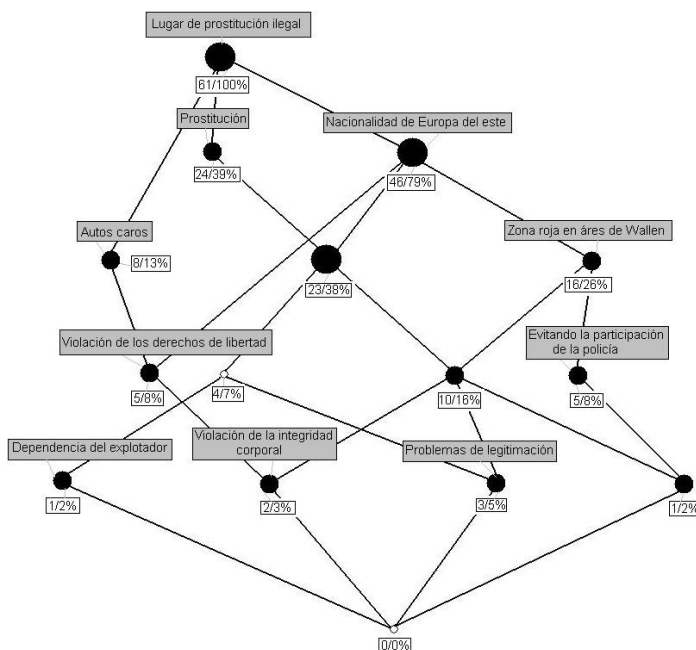 Lugar de prostitución ilegal
61/100%
Prostitución
Nacionalidad de Europa del este
24/39%
46/79%
Autos caros
Zona roja en áres de Wallen
8/13%
23/38%
16/26%
Violación de los derechos de libertad
Evitando la participación
de la policía
5/8%
4/7%
10/16%
5/8%
Dependencia del explotador
Violación de la integridad
corporal
Problemas de legitimación
1/2%
2/3%
3/5%
1/2%
0/0%